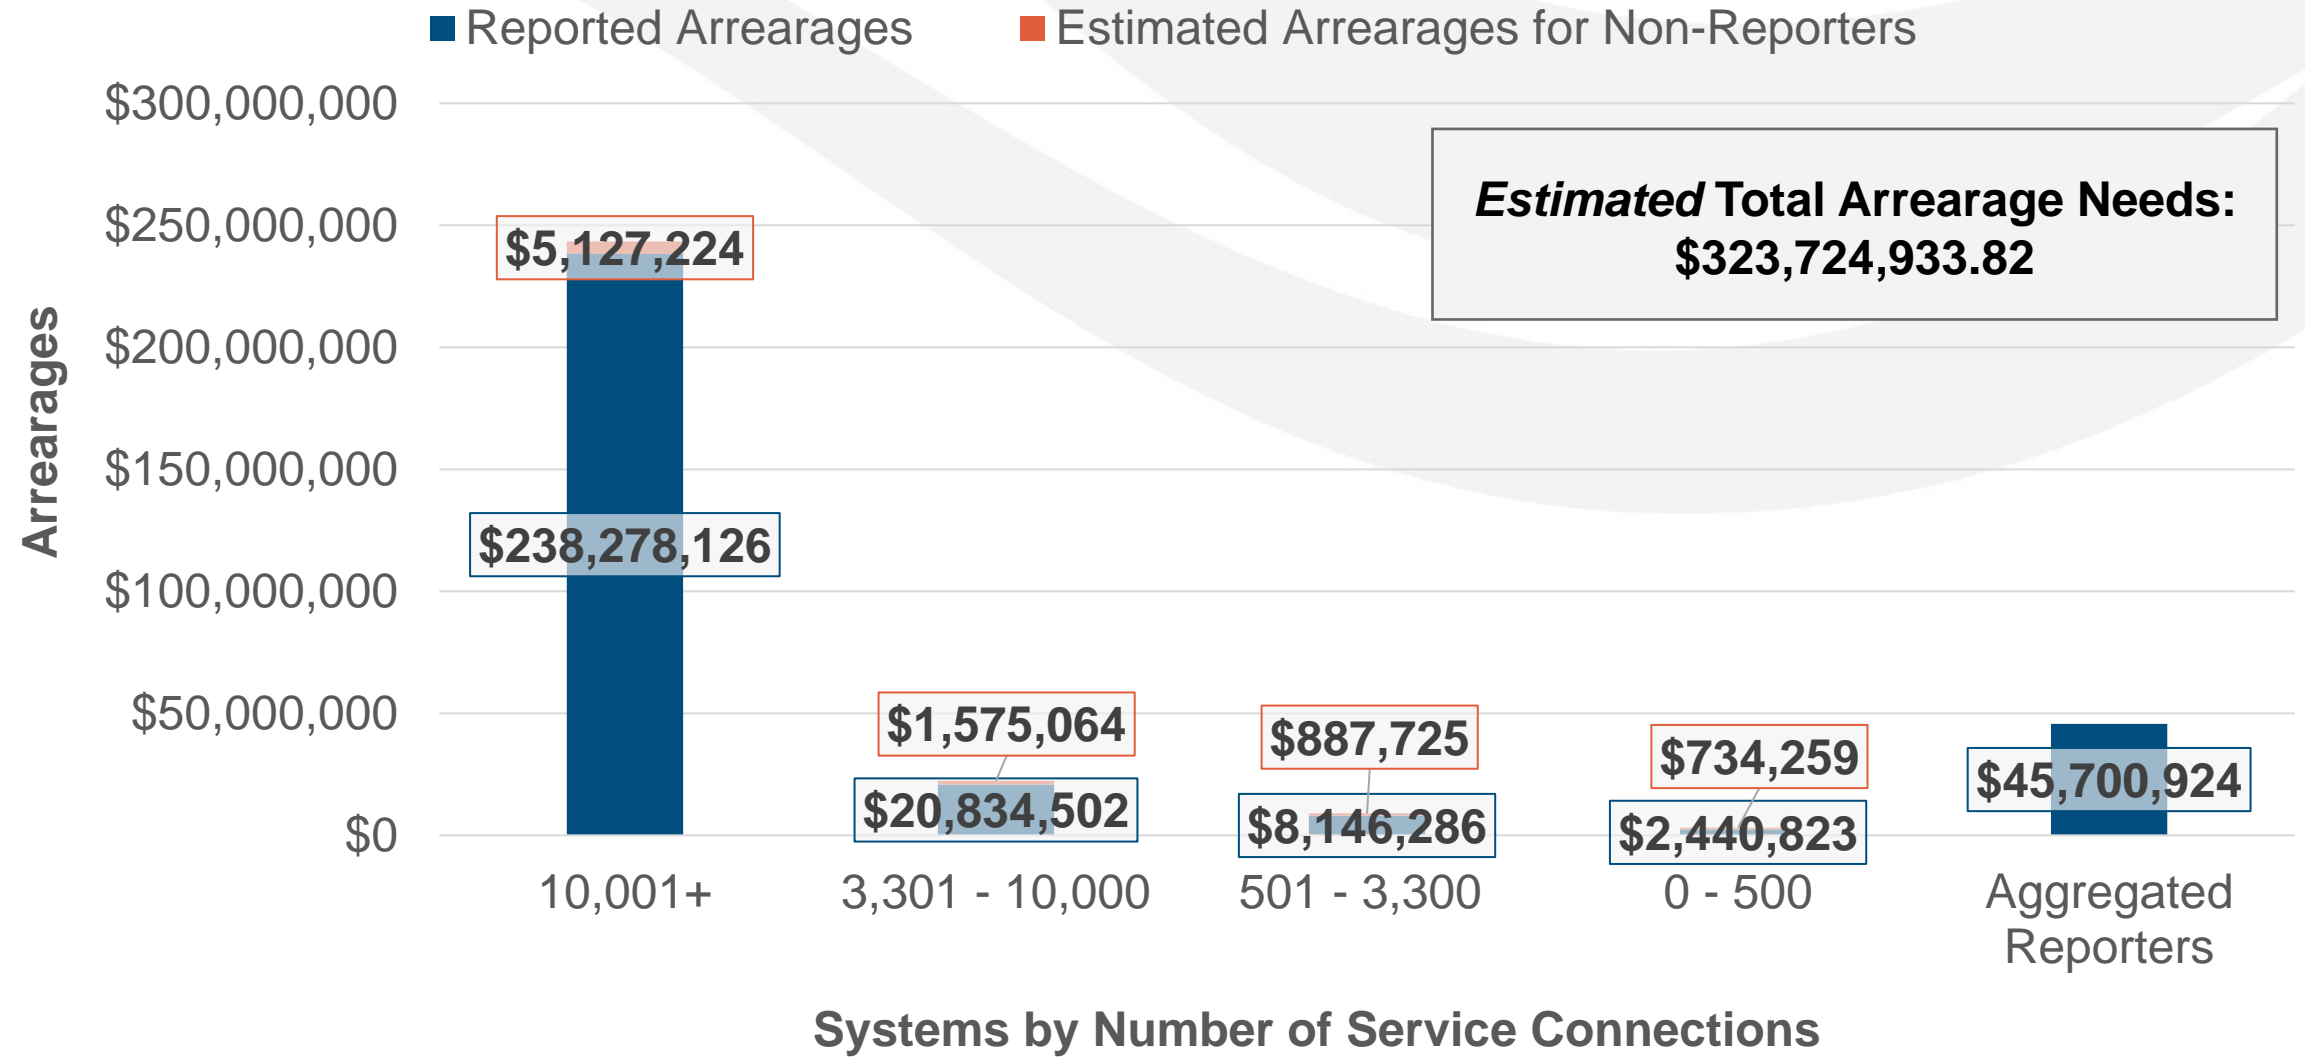 Reported Arrearages
Estimated Arrearages for Non-Reporters
$300,000,000
$250,000,000
$200,000,000
$150,000,000
$100,000,000
$50,000,000
$0
Arrearages
Estimated Total Arrearage Needs:
$323,724,933.82
$5,127,224
$238,278,126
$1,575,064
$20,834,502
$887,725
$8,146,286
$734,259
$2,440,823
$45,700,924
10,001+
3,301 - 10,000
501 - 3,300
0 - 500
Aggregated
Reporters
Systems by Number of Service Connections